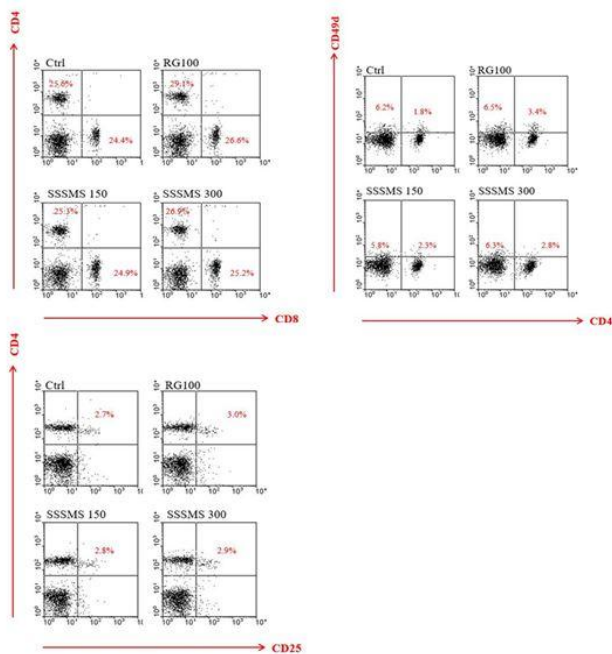 CD4
Ctrl
RG100
25.6%
29.1%
24.4%
26.6%
SSSMS 150
SSSMS 300
25.3%
26.9%
24.9%
25.2%
CD8
CD49d
Ctrl
RG100
6.2%
1.8%
6.5%
3.4%
SSSMS 150
SSSMS 300
5.8%
2.3%
6.3%
2.8%
CD4
CD4
Ctrl
RG100
2.7%
3.0%
SSSMS 150
SSSMS 300
2.8%
2.9%
CD25